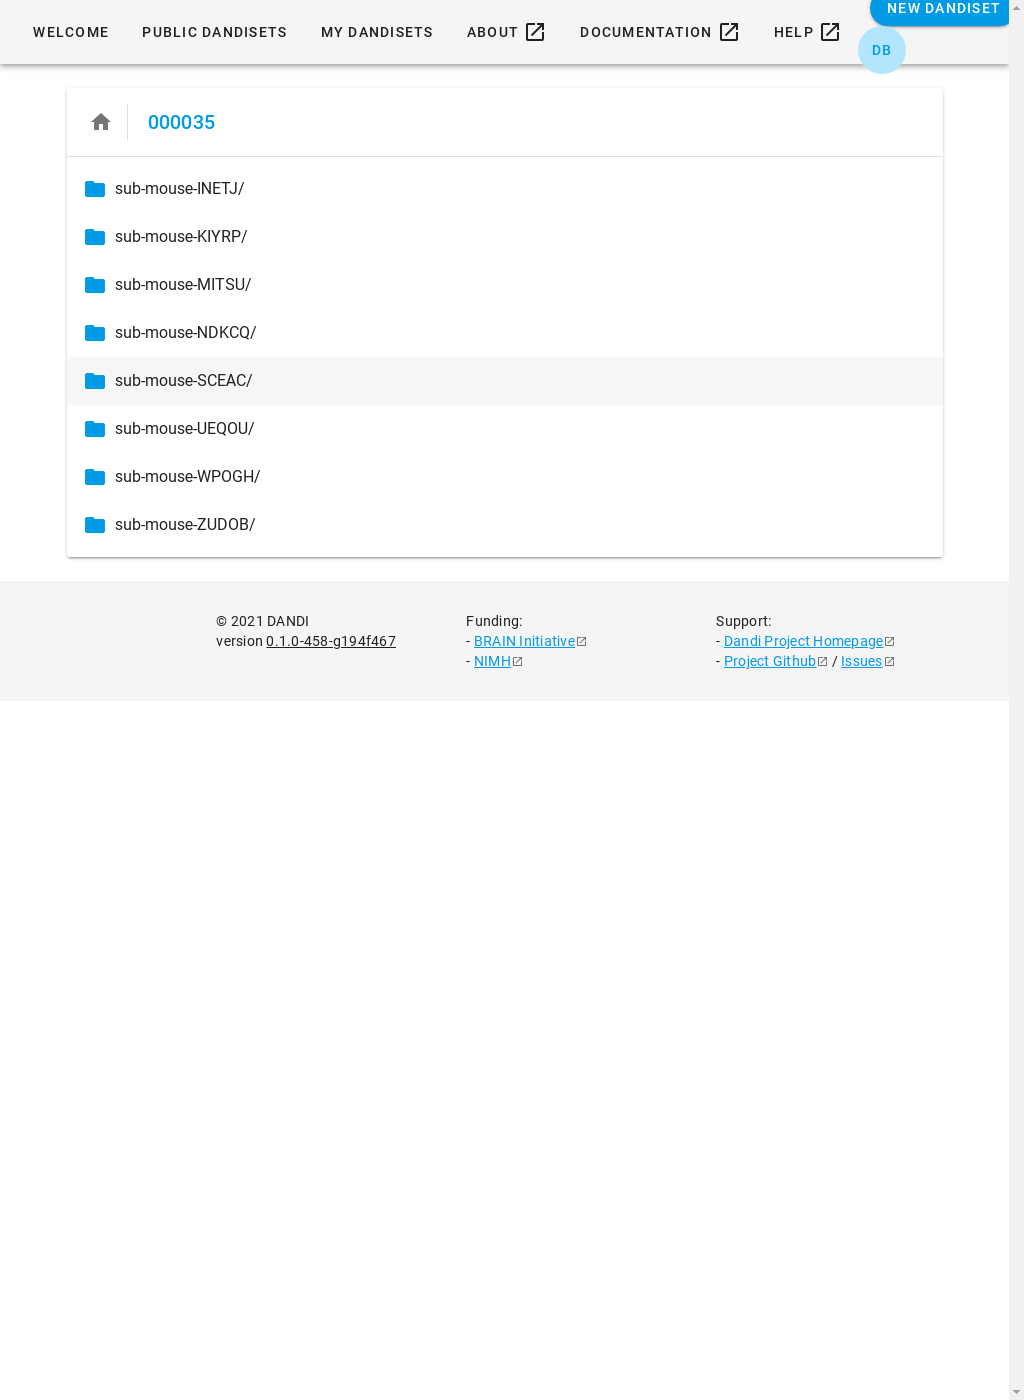 NEW DANDISET
WELCOME PUBLIC DANDISETS MY DANDISETS ABOUT DOCUMENTATION HELP
DB
000035
sub-mouse-INETJ/
sub-mouse-KIYRP/
sub-mouse-MITSU/
sub-mouse-NDKCQ/
sub-mouse-SCEAC/
sub-mouse-UEQOU/
sub-mouse-WPOGH/
sub-mouse-ZUDOB/
© 2021 DANDI
version 0.1.0-458-g194f467
Funding:
- BRAIN Initiative
- NIMH
Support:
- Dandi Project Homepage
- Project Github / Issues